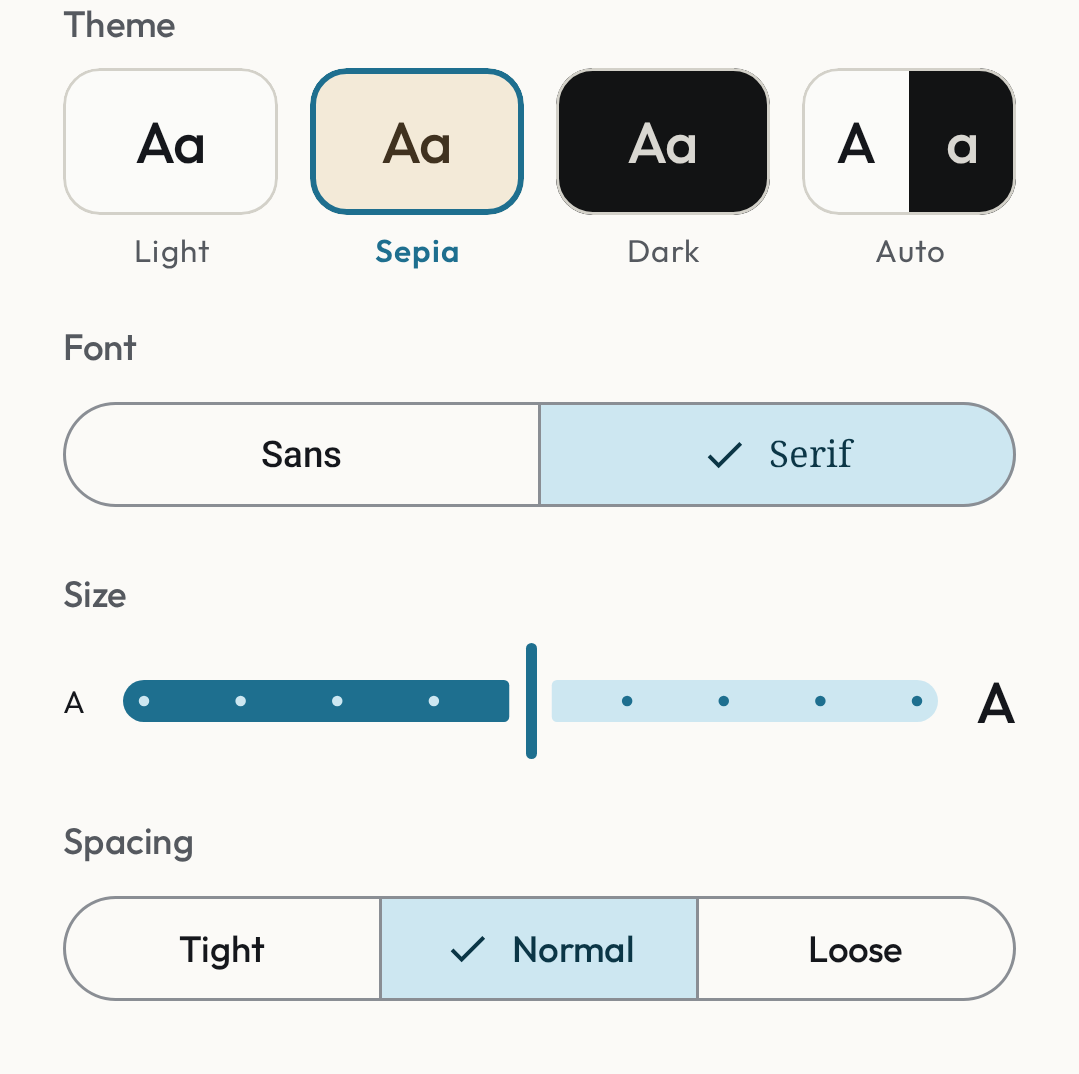 Theme
Aa Aa Aa A a
Light Sepia Dark Auto
Font
Sans Serif
Size
A A
Spacing
Tight Normal Loose